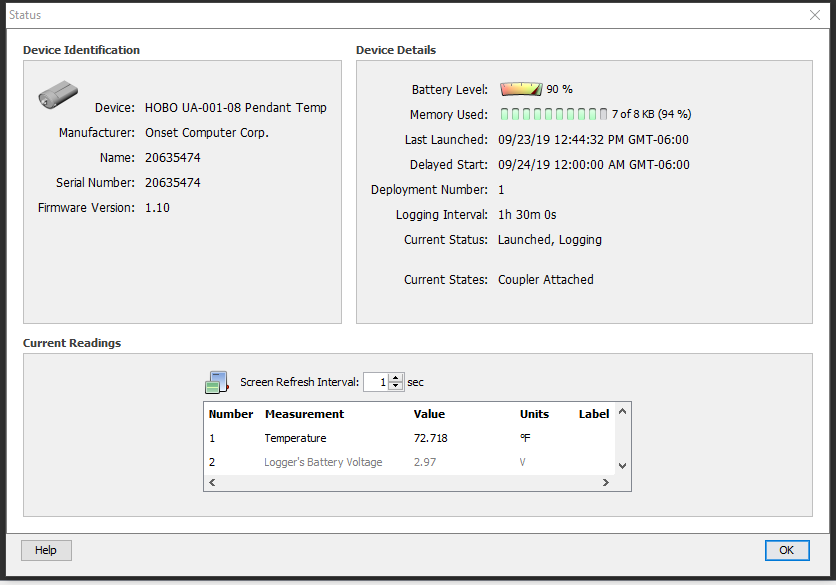 Status
Device Identification
Device: HOBO UA-001-08 Pendant Temp
Manufacturer: Onset Computer Corp.
Name: 20635474
Serial Number: 20635474
Firmware Version: 1.10
Device Details
Battery Level: 90 %
Memory Used: 7 of 8 KB (94 %)
Last Launched: 09/23/19 12:44:32 PM GMT-06:00
Delayed Start: 09/24/19 12:00:00 AM GMT-06:00
Deployment Number: 1
Logging Interval: 1h 30m 0s
Current Status: Launched, Logging
Current States: Coupler Attached
Current Readings
Screen Refresh Interval: 1 sec
Number Measurement Value Units Label
1 Temperature 72.718 °F
2 Logger's Battery Voltage 2.97 V
Help OK